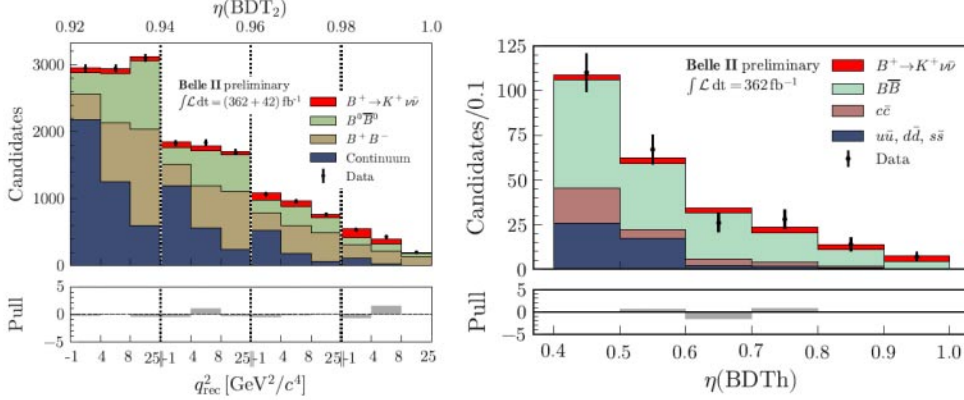 η(BDT₂)
0.92 0.94 0.96 0.98 1.0
Candidates
3000
2000
1000
0
Belle II preliminary
∫ℒ dt = (362 + 42) fb⁻¹
B⁺→K⁺νν̄
B⁰B̄⁰
B⁺B⁻
Continuum
Data
Pull
5
0
−5
-1 4 8 25|-1 4 8 25|-1 4 8 25|-1 4 8 25
q²rec [GeV²/c⁴]
Candidates/0.1
125
100
75
50
25
0
Belle II preliminary
∫ℒ dt = 362 fb⁻¹
B⁺→K⁺νν̄
BB̄
cc̄
uū, dd̄, ss̄
Data
Pull
5
0
−5
0.4 0.5 0.6 0.7 0.8 0.9 1.0
η(BDTh)